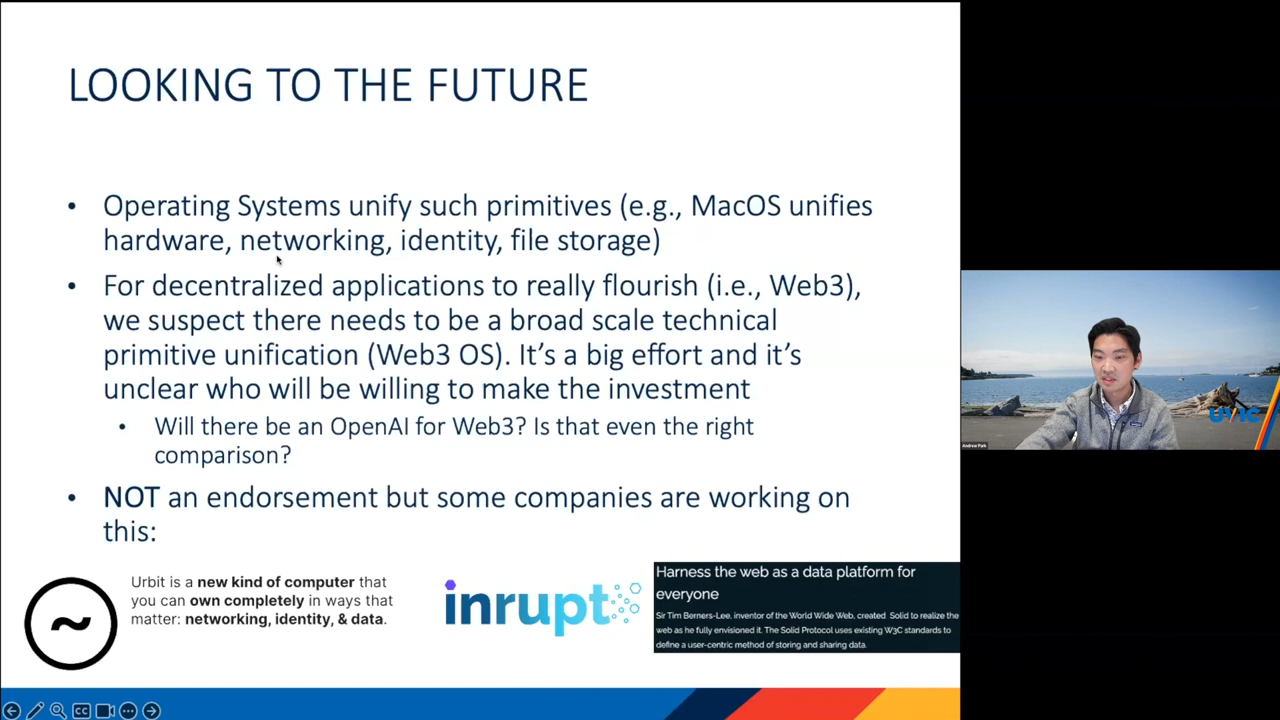 LOOKING TO THE FUTURE
• Operating Systems unify such primitives (e.g., MacOS unifies
hardware, networking, identity, file storage)
• For decentralized applications to really flourish (i.e., Web3),
we suspect there needs to be a broad scale technical
primitive unification (Web3 OS). It’s a big effort and it’s
unclear who will be willing to make the investment
• Will there be an OpenAI for Web3? Is that even the right
comparison?
• NOT an endorsement but some companies are working on
this:
~
Urbit is a new kind of computer that
you can own completely in ways that
matter: networking, identity, & data.
inrupt
Harness the web as a data platform for
everyone
Sir Tim Berners-Lee, inventor of the World Wide Web, created Solid to realize the
web as he fully envisioned it. The Solid Protocol uses existing W3C standards to
define a user-centric method of storing and sharing data.
CC
UVIC
Andrew Park